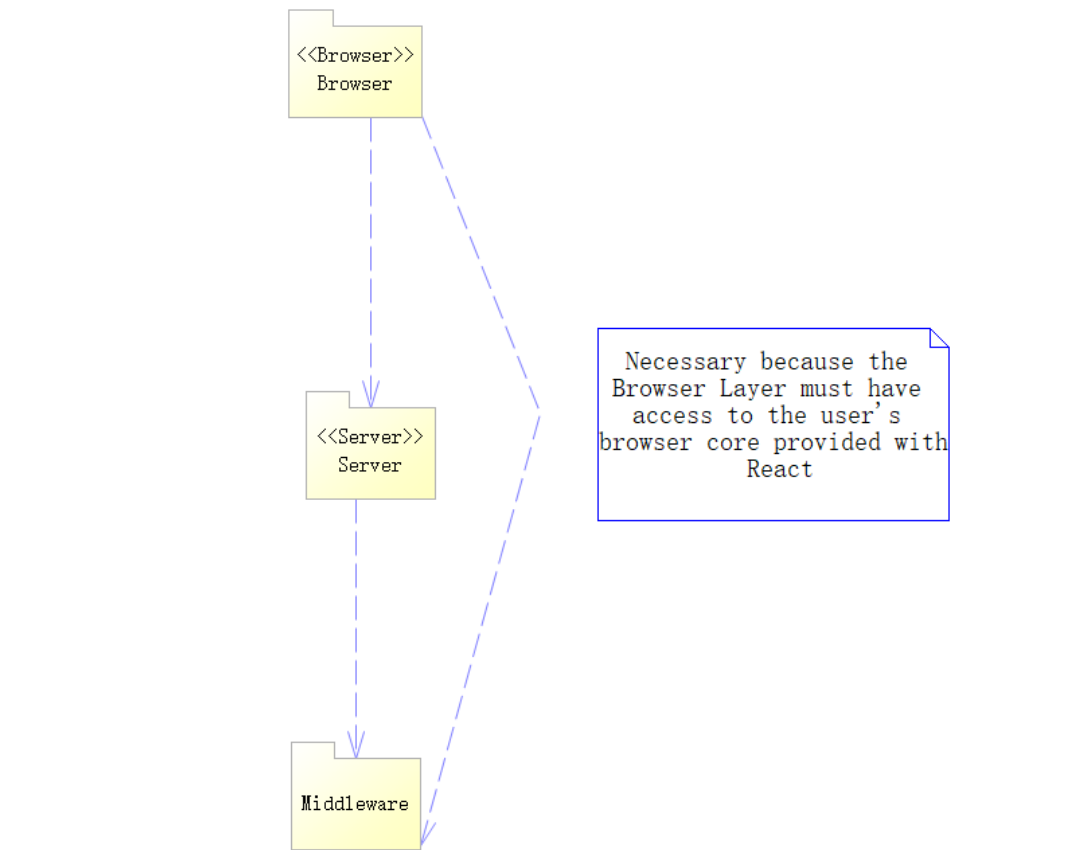 <<Browser>>
Browser
Necessary because the
Browser Layer must have
access to the user's
browser core provided with
React
<<Server>>
Server
Middleware